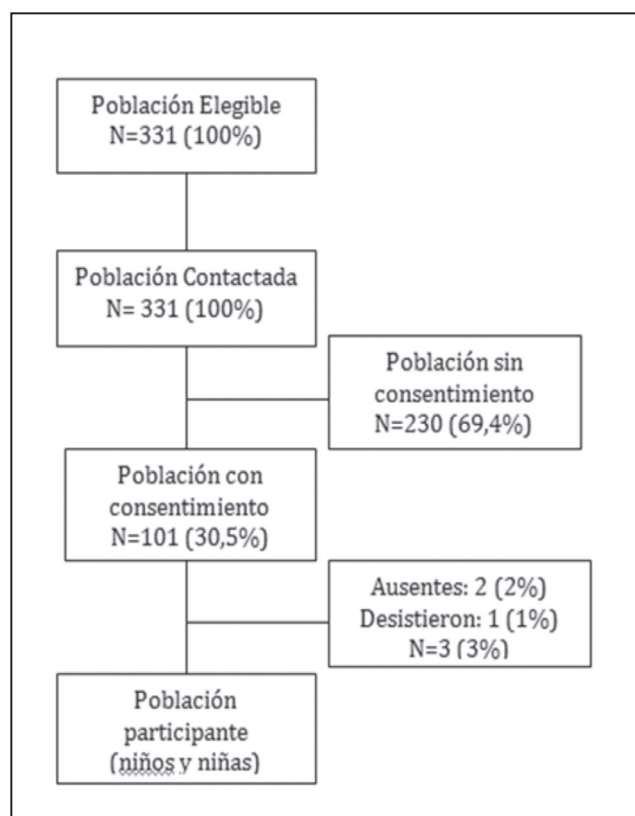 Población Elegible
N=331 (100%)
Población Contactada
N= 331 (100%)
Población sin
consentimiento
N=230 (69,4%)
Población con
consentimiento
N=101 (30,5%)
Ausentes: 2 (2%)
Desistieron: 1 (1%)
N=3 (3%)
Población
participante
(niños y niñas)